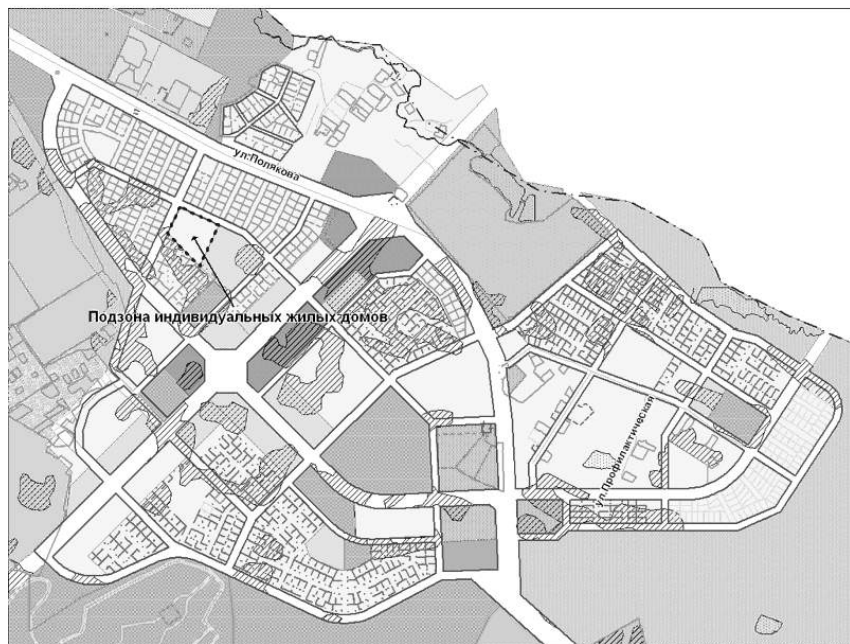 ул.Полякова
Подзона индивидуальных жилых домов
ул.Профилактическая